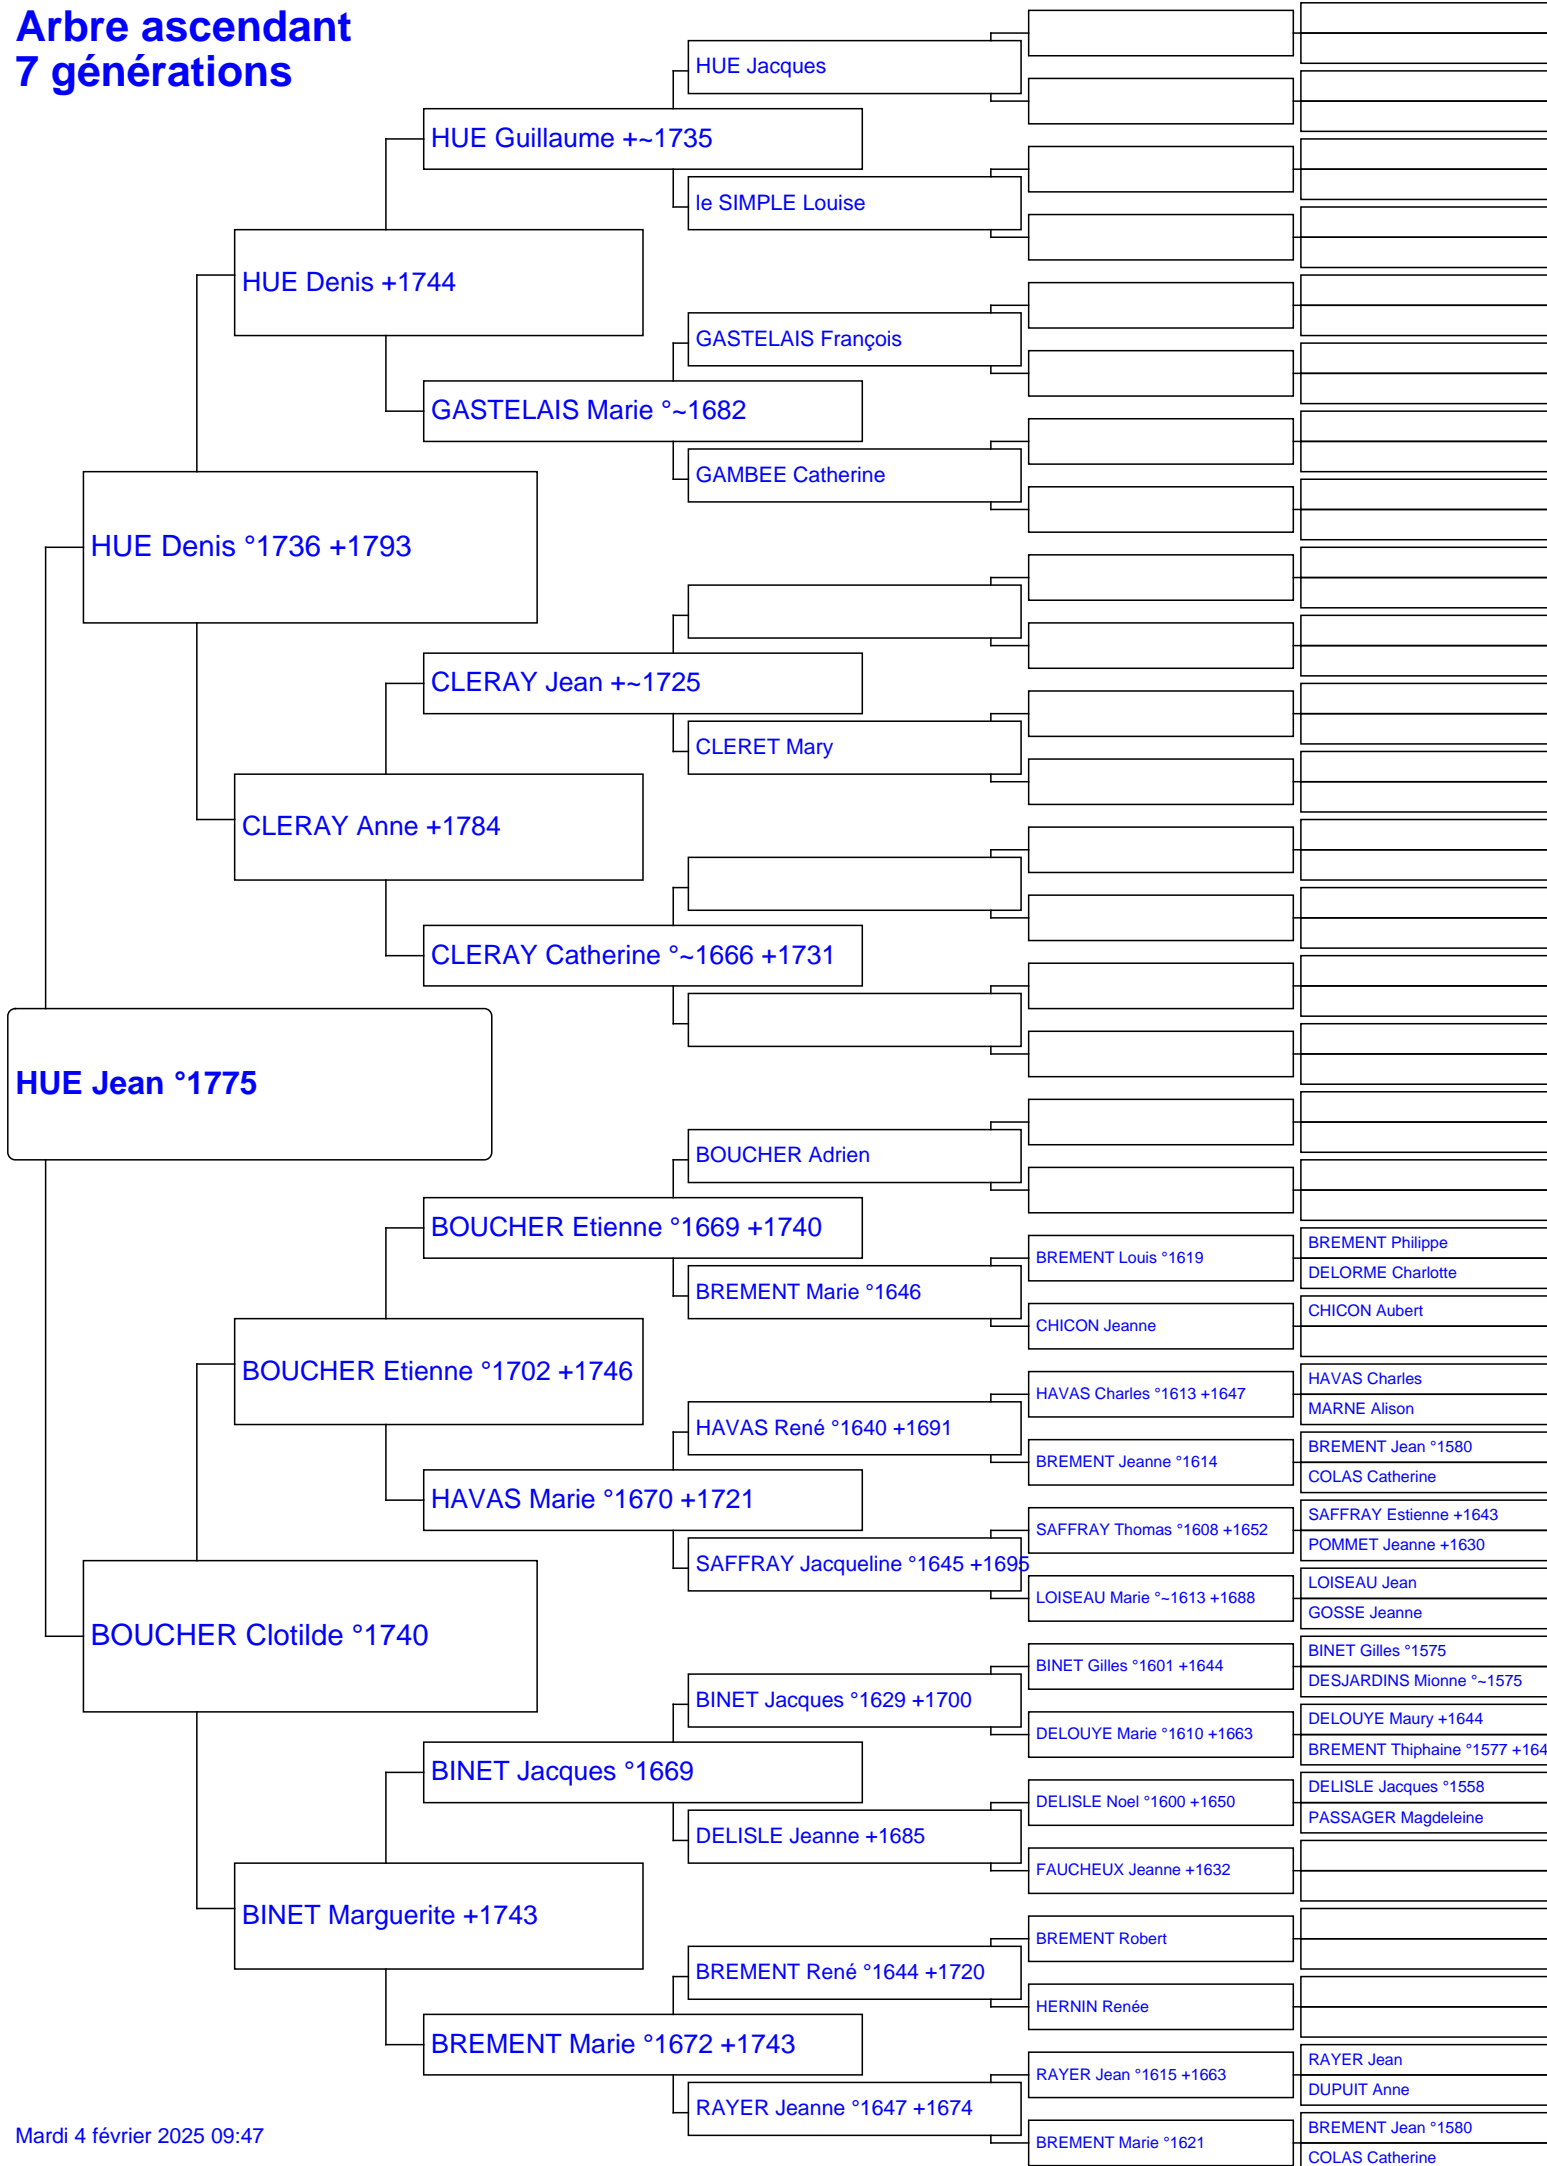 Arbre ascendant
7 générations
HUE Jacques
HUE Guillaume +~1735
le SIMPLE Louise
HUE Denis +1744
GASTELAIS François
GASTELAIS Marie °~1682
GAMBEE Catherine
HUE Denis °1736 +1793
CLERAY Jean +~1725
CLERET Mary
CLERAY Anne +1784
CLERAY Catherine °~1666 +1731
HUE Jean °1775
BOUCHER Adrien
BOUCHER Etienne °1669 +1740
BREMENT Philippe
BREMENT Louis °1619
DELORME Charlotte
BREMENT Marie °1646
CHICON Aubert
CHICON Jeanne
BOUCHER Etienne °1702 +1746
HAVAS Charles
HAVAS Charles °1613 +1647
MARNE Alison
HAVAS René °1640 +1691
BREMENT Jean °1580
BREMENT Jeanne °1614
COLAS Catherine
HAVAS Marie °1670 +1721
SAFFRAY Estienne +1643
SAFFRAY Thomas °1608 +1652
POMMET Jeanne +1630
SAFFRAY Jacqueline °1645 +1695
LOISEAU Jean
LOISEAU Marie °~1613 +1688
GOSSE Jeanne
BOUCHER Clotilde °1740
BINET Gilles °1575
BINET Gilles °1601 +1644
DESJARDINS Mionne °~1575
BINET Jacques °1629 +1700
DELOUYE Maury +1644
DELOUYE Marie °1610 +1663
BREMENT Thiphaine °1577 +164
BINET Jacques °1669
DELISLE Jacques °1558
DELISLE Noel °1600 +1650
PASSAGER Magdeleine
DELISLE Jeanne +1685
FAUCHEUX Jeanne +1632
BINET Marguerite +1743
BREMENT Robert
BREMENT René °1644 +1720
HERNIN Renée
BREMENT Marie °1672 +1743
RAYER Jean
RAYER Jean °1615 +1663
DUPUIT Anne
RAYER Jeanne °1647 +1674
BREMENT Jean °1580
BREMENT Marie °1621
COLAS Catherine
Mardi 4 février 2025 09:47